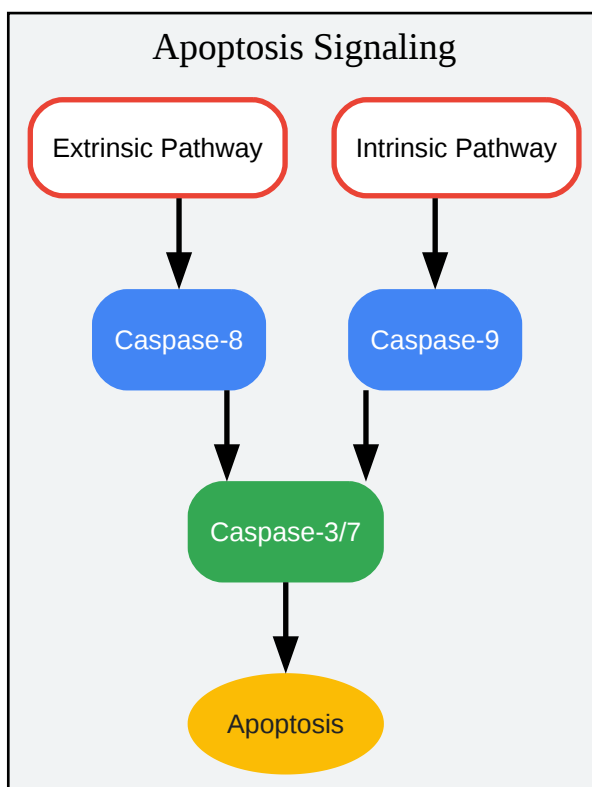 Apoptosis Signaling
Extrinsic Pathway
Intrinsic Pathway
Caspase-8
Caspase-9
Caspase-3/7
Apoptosis